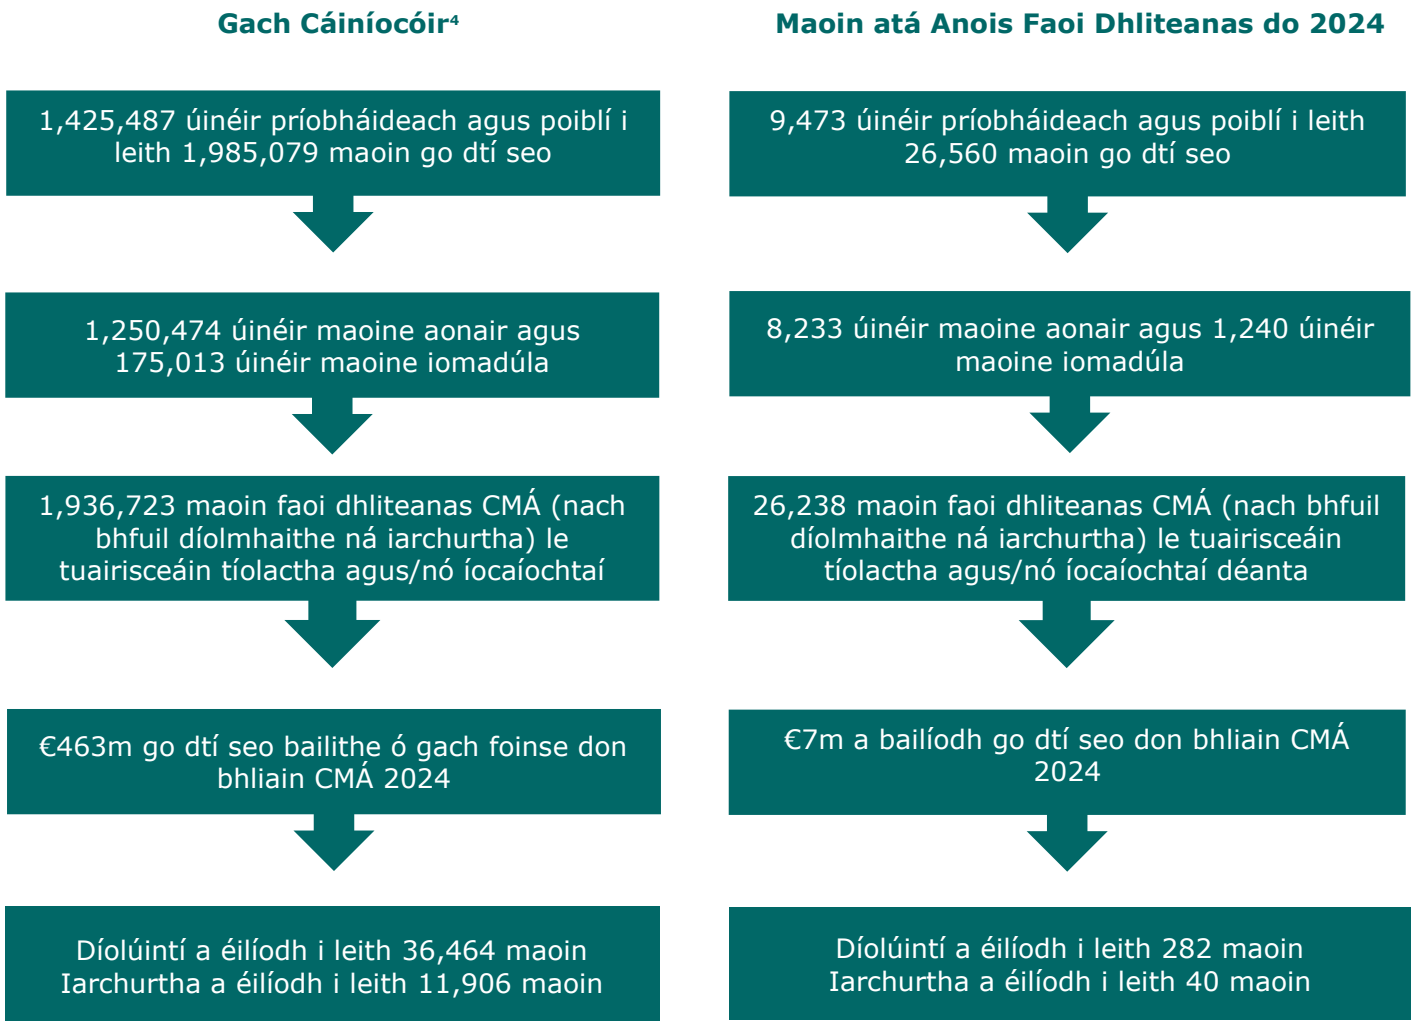 Gach Cáiníocóir⁴
1,425,487 úinéir príobháideach agus poiblí i
leith 1,985,079 maoin go dtí seo
1,250,474 úinéir maoine aonair agus
175,013 úinéir maoine iomadúla
1,936,723 maoin faoi dhliteanas CMÁ (nach
bhfuil díolmhaithe ná iarchurtha) le
tuairisceáin tíolactha agus/nó íocaíochtaí
€463m go dtí seo bailithe ó gach foinse don
bhliain CMÁ 2024
Díolúintí a éilíodh i leith 36,464 maoin
Iarchurtha a éilíodh i leith 11,906 maoin
Maoin atá Anois Faoi Dhliteanas do 2024
9,473 úinéir príobháideach agus poiblí i leith
26,560 maoin go dtí seo
8,233 úinéir maoine aonair agus 1,240 úinéir
maoine iomadúla
26,238 maoin faoi dhliteanas CMÁ (nach bhfuil
díolmhaithe ná iarchurtha) le tuairisceáin
tíolactha agus/nó íocaíochtaí déanta
€7m a bailíodh go dtí seo don bhliain CMÁ
2024
Díolúintí a éilíodh i leith 282 maoin
Iarchurtha a éilíodh i leith 40 maoin